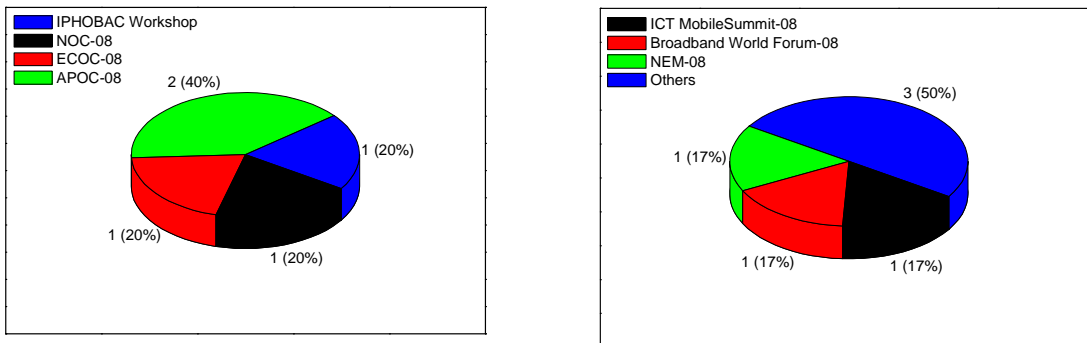 IPHOBAC Workshop
NOC-08
ECOC-08
APOC-08
2 (40%)
1 (20%)
1 (20%)
1 (20%)
ICT MobileSummit-08
Broadband World Forum-08
NEM-08
Others
3 (50%)
1 (17%)
1 (17%)
1 (17%)